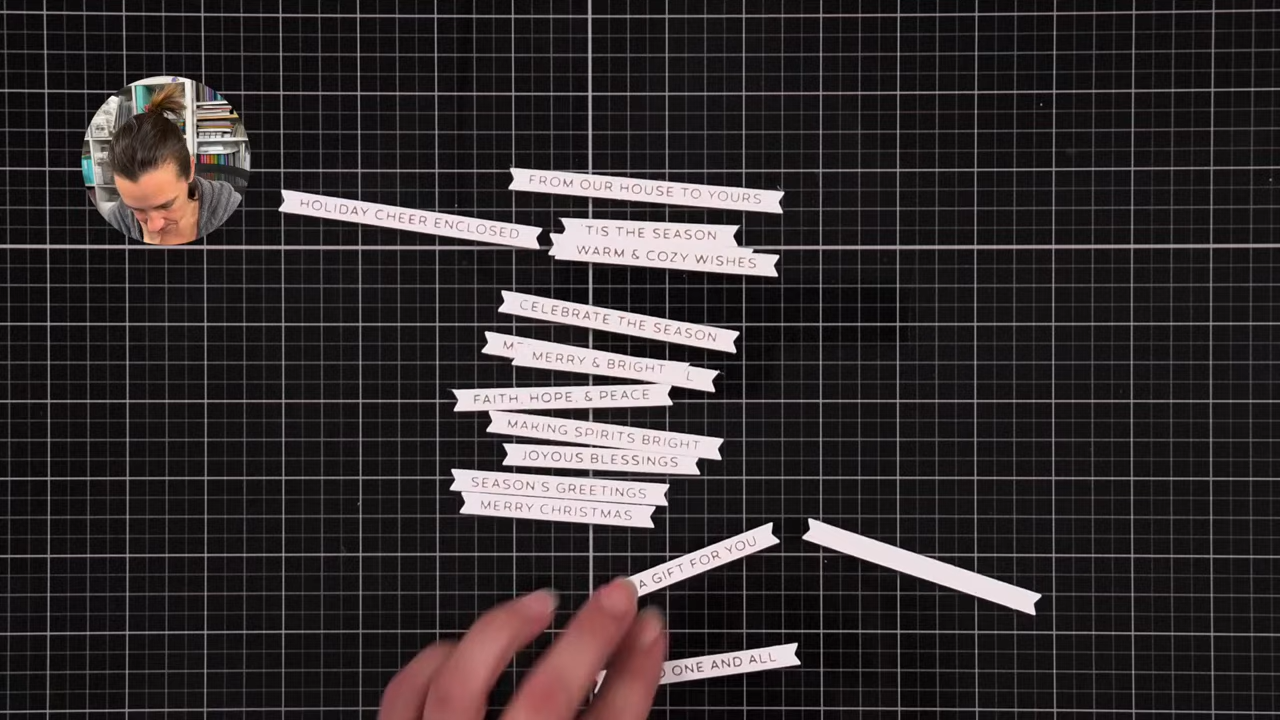 FROM OUR HOUSE TO YOURS
HOLIDAY CHEER ENCLOSED
'TIS THE SEASON
WARM & COZY WISHES
CELEBRATE THE SEASON
MERRY & BRIGHT
FAITH, HOPE, & PEACE
MAKING SPIRITS BRIGHT
JOYOUS BLESSINGS
SEASON'S GREETINGS
MERRY CHRISTMAS
A GIFT FOR YOU
ONE AND ALL